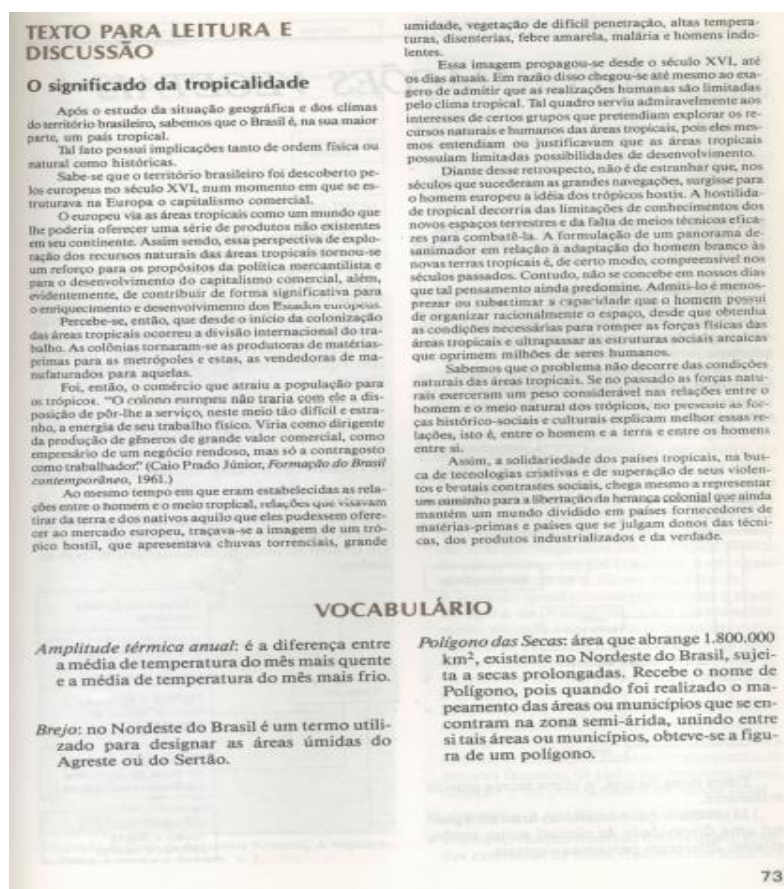 TEXTO PARA LEITURA E
DISCUSSÃO
O significado da tropicalidade
Após o estudo da situação geográfica e dos climas
do território brasileiro, sabemos que o Brasil é, na sua maior
parte, um país tropical.
Tal fato possui implicações tanto de ordem física ou
natural como históricas.
Sabe-se que o território brasileiro foi descoberto pe-
los europeus no século XVI, num momento em que se es-
truturava na Europa o capitalismo comercial.
O europeu via as áreas tropicais como um mundo que
lhe poderia oferecer uma série de produtos não existentes
em seu continente. Assim sendo, essa perspectiva de explo-
ração dos recursos naturais das áreas tropicais tornou-se
um reforço para os propósitos da política mercantilista e
para o desenvolvimento do capitalismo comercial, além,
evidentemente, de contribuir de forma significativa para
o enriquecimento e desenvolvimento dos Estados europeus.
Percebe-se, então, que desde o início da colonização
das áreas tropicais ocorreu a divisão internacional do tra-
balho. As colônias tornaram-se as produtoras de matérias-
primas para as metrópoles e estas, as vendedoras de ma-
nufaturados para aquelas.
Foi, então, o comércio que atraiu a população para
os trópicos. "O colono europeu não traria com ele a dis-
posição de pôr-lhe a serviço, neste meio tão difícil e estra-
nho, a energia de seu trabalho físico. Viria como dirigente
da produção de gêneros de grande valor comercial, como
empresário de um negócio rendoso, mas só a contragosto
como trabalhador." (Caio Prado Júnior, Formação do Brasil
contemporâneo, 1961.)
Ao mesmo tempo em que eram estabelecidas as rela-
ções entre o homem e o meio tropical, relações que visavam
tirar da terra e dos nativos aquilo que eles pudessem ofere-
cer ao mercado europeu, traçava-se a imagem de um tró-
pico hostil, que apresentava chuvas torrenciais, grande
umidade, vegetação de difícil penetração, altas tempera-
turas, disenterias, febre amarela, malária e homens indo-
lentes.
Essa imagem propagou-se desde o século XVI, até
os dias atuais. Em razão disso chegou-se até mesmo ao exa-
gero de admitir que as realizações humanas são limitadas
pelo clima tropical. Tal quadro serviu admiravelmente aos
interesses de certos grupos que pretendiam explorar os re-
cursos naturais e humanos das áreas tropicais, pois eles mes-
mos entendiam ou justificavam que as áreas tropicais
possuíam limitadas possibilidades de desenvolvimento.
Diante desse retrospecto, não é de estranhar que, nos
séculos que sucederam as grandes navegações, surgisse para
o homem europeu a idéia dos trópicos hostis. A hostilida-
de tropical decorria das limitações de conhecimentos dos
novos espaços terrestres e da falta de meios técnicos efica-
zes para combatê-la. A formulação de um panorama de-
sanimador em relação à adaptação do homem branco às
novas terras tropicais é, de certo modo, compreensível nos
séculos passados. Contudo, não se concebe em nossos dias
que tal pensamento ainda predomine. Admiti-lo é menos-
prezar ou subestimar a capacidade que o homem possui
de organizar racionalmente o espaço, desde que obtenha
as condições necessárias para romper as forças físicas das
áreas tropicais e ultrapassar as estruturas sociais arcaicas
que oprimem milhões de seres humanos.
Sabemos que o problema não decorre das condições
naturais das áreas tropicais. Se no passado as forças natu-
rais exerceram um peso considerável nas relações entre o
homem e o meio natural dos trópicos, no presente as for-
ças histórico-sociais e culturais explicam melhor essas re-
lações, isto é, entre o homem e a terra e entre os homens
entre si.
Assim, a solidariedade dos países tropicais, na bus-
ca de tecnologias criativas e de superação de seus violen-
tos e brutais contrastes sociais, chega mesmo a representar
um caminho para a libertação da herança colonial que ainda
mantém um mundo dividido em países fornecedores de
matérias-primas e países que se julgam donos das técni-
cas, dos produtos industrializados e da verdade.
VOCABULÁRIO
Amplitude térmica anual: é a diferença entre
a média de temperatura do mês mais quente
e a média de temperatura do mês mais frio.
Brejo: no Nordeste do Brasil é um termo utili-
zado para designar as áreas úmidas do
Agreste ou do Sertão.
Polígono das Secas: área que abrange 1.800.000
km², existente no Nordeste do Brasil, sujei-
ta a secas prolongadas. Recebe o nome de
Polígono, pois quando foi realizado o ma-
peamento das áreas ou municípios que se en-
contram na zona semi-árida, unindo entre
si tais áreas ou municípios, obteve-se a figu-
ra de um polígono.
73